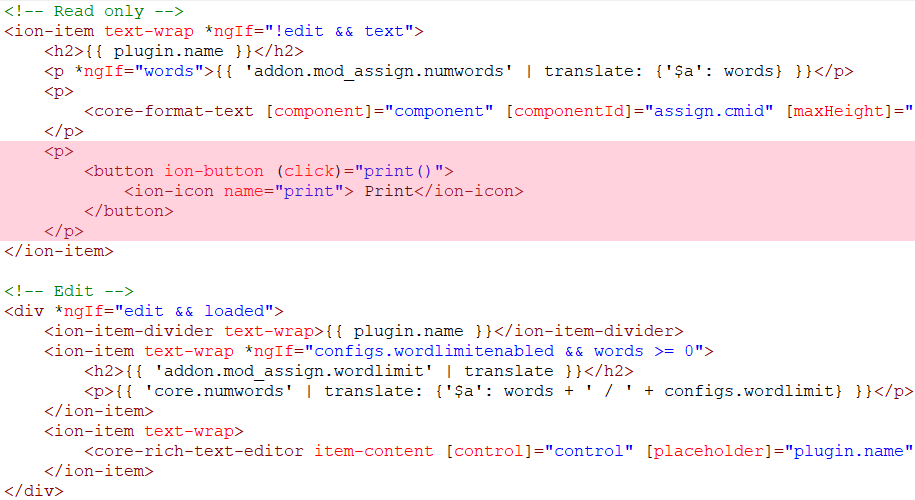 <!-- Read only -->
<ion-item text-wrap *ngIf="!edit && text">
<h2>{{ plugin.name }}</h2>
<p *ngIf="words">{{ 'addon.mod_assign.numwords' | translate: {'$a': words} }}</p>
<p>
<core-format-text [component]="component" [componentId]="assign.cmid" [maxHeight]="
</p>
<p>
<button ion-button (click)="print()">
<ion-icon name="print"> Print</ion-icon>
</button>
</p>
</ion-item>
<!-- Edit -->
<div *ngIf="edit && loaded">
<ion-item-divider text-wrap>{{ plugin.name }}</ion-item-divider>
<ion-item text-wrap *ngIf="configs.wordlimitenabled && words >= 0">
<h2>{{ 'addon.mod_assign.wordlimit' | translate }}</h2>
<p>{{ 'core.numwords' | translate: {'$a': words + ' / ' + configs.wordlimit} }}</p>
</ion-item>
<ion-item text-wrap>
<core-rich-text-editor item-content [control]="control" [placeholder]="plugin.name"
</ion-item>
</div>